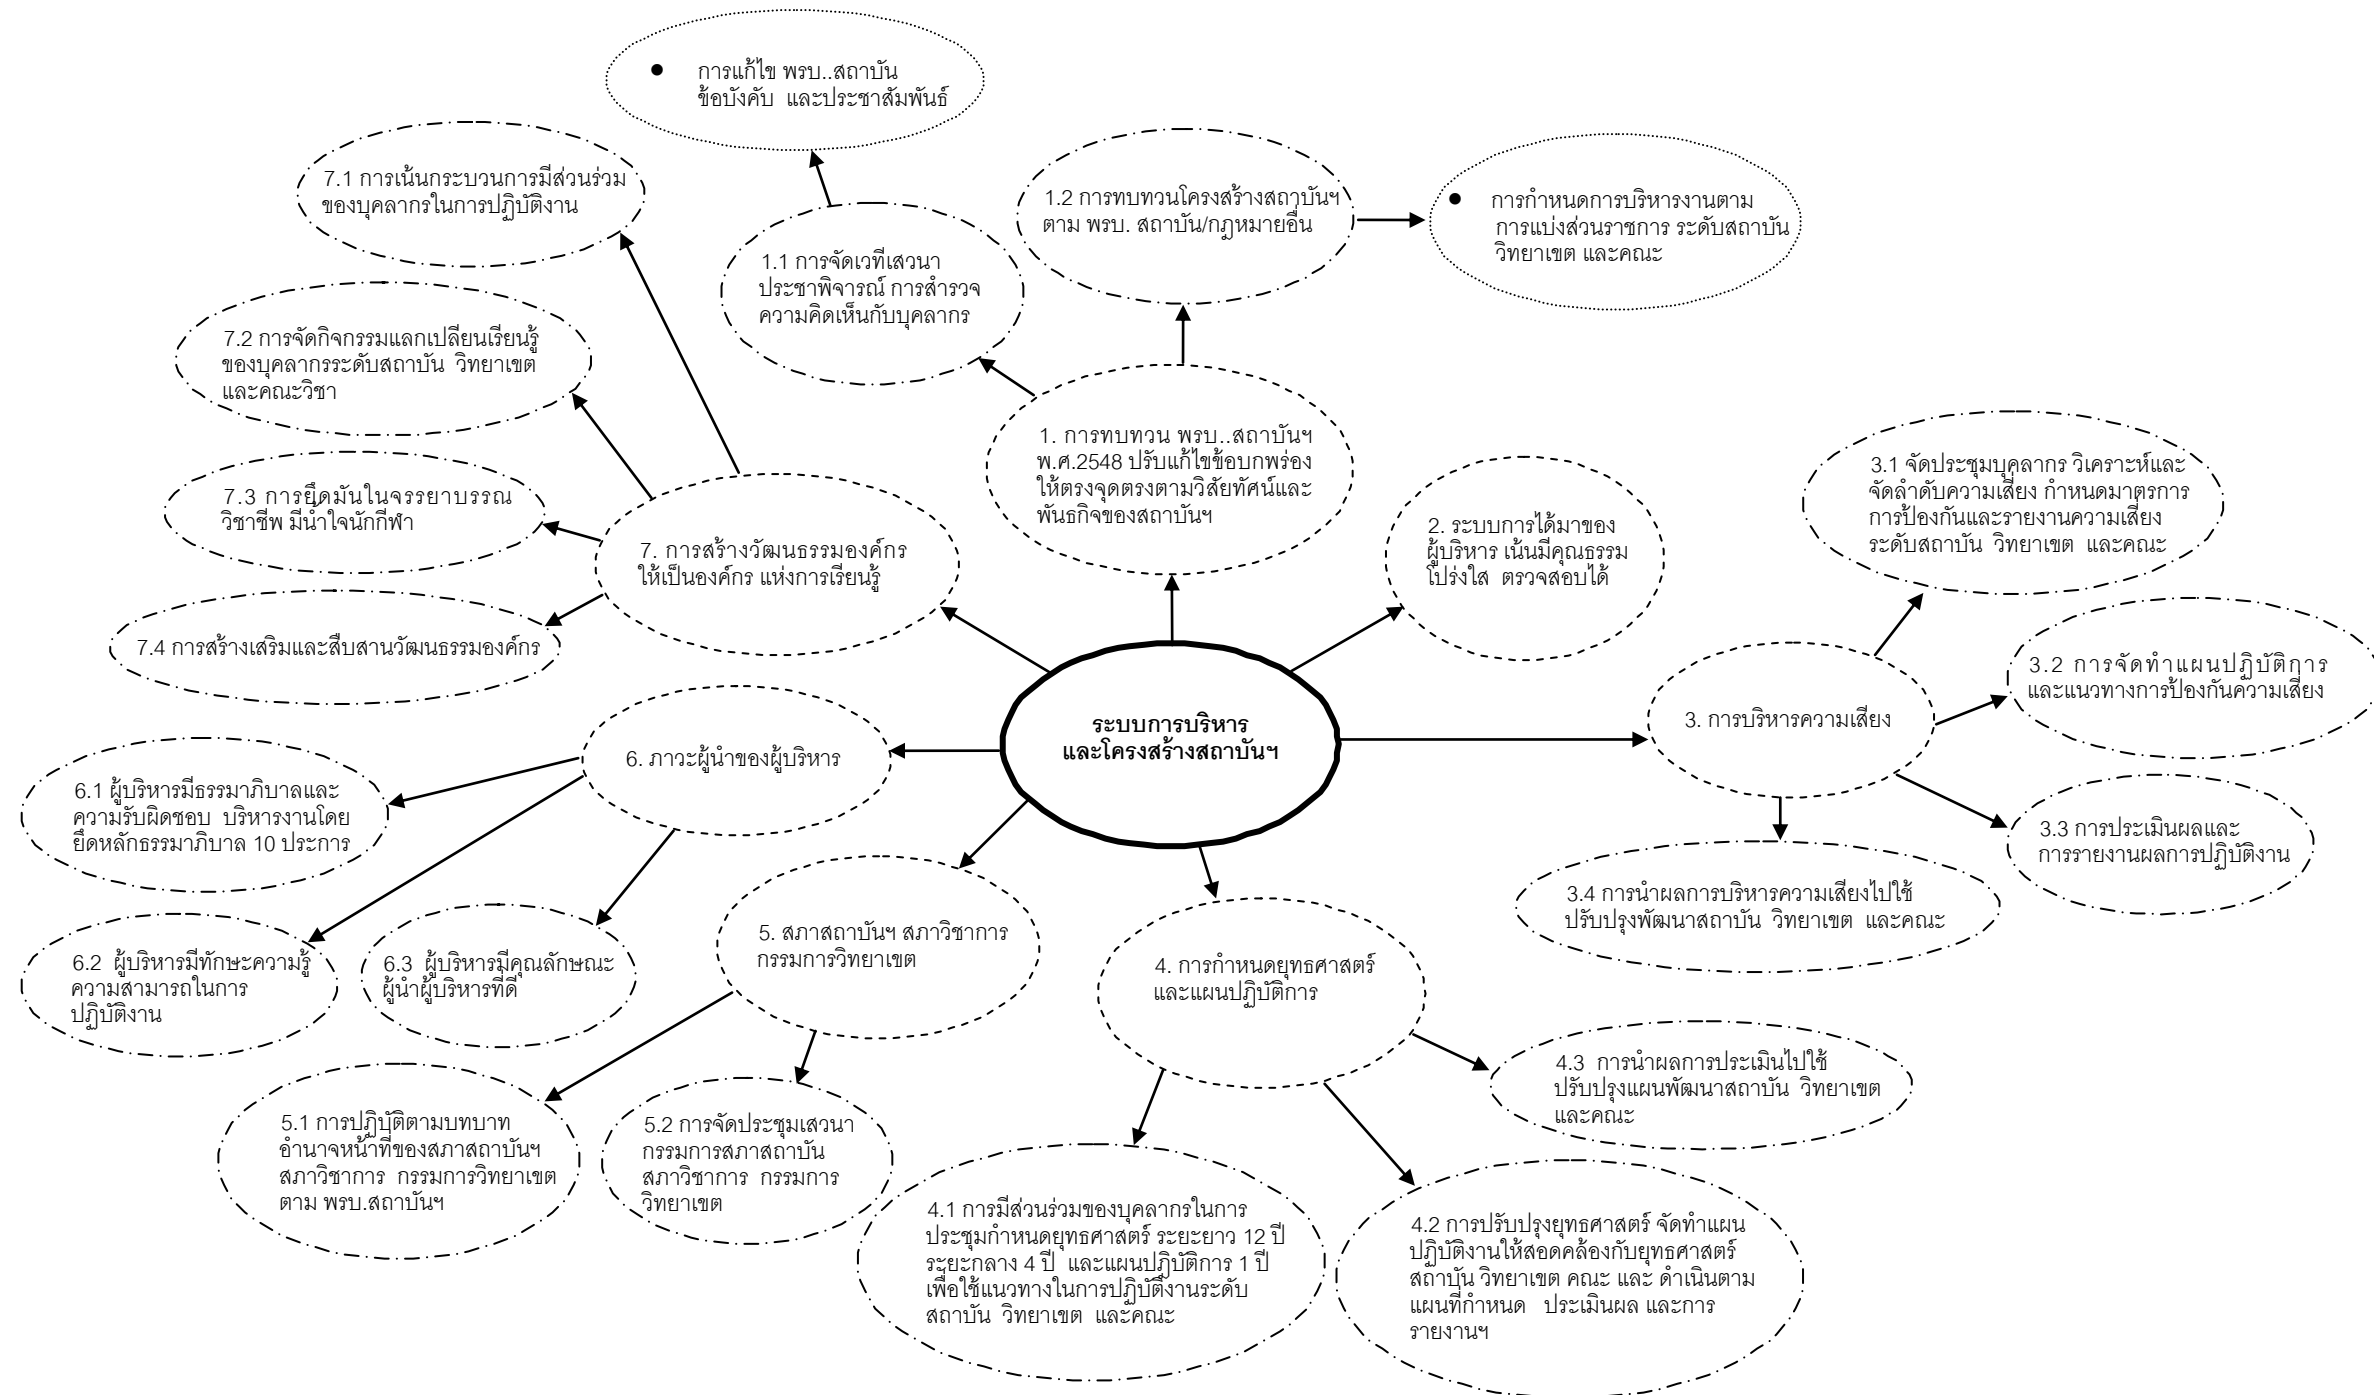 การแก้ไข พรบ..สถาบัน
ข้อบังคับ และประชาสัมพันธ์
7.1 การเน้นกระบวนการมีส่วนร่วม
ของบุคลากรในการปฏิบัติงาน
1.2 การทบทวนโครงสร้างสถาบันฯ
ตาม พรบ. สถาบัน/กฎหมายอื่น
การกำหนดการบริหารงานตาม
การแบ่งส่วนราชการ ระดับสถาบัน
วิทยาเขต และคณะ
1.1 การจัดเวทีเสวนา
ประชาพิจารณ์ การสำรวจ
ความคิดเห็นกับบุคลากร
7.2 การจัดกิจกรรมแลกเปลี่ยนเรียนรู้
ของบุคลากรระดับสถาบัน วิทยาเขต
และคณะวิชา
1. การทบทวน พรบ..สถาบันฯ
พ.ศ.2548 ปรับแก้ไขข้อบกพร่อง
ให้ตรงจุดตรงตามวิสัยทัศน์และ
พันธกิจของสถาบันฯ
3.1 จัดประชุมบุคลากร วิเคราะห์และ
จัดลำดับความเสี่ยง กำหนดมาตรการ
การป้องกันและรายงานความเสี่ยง
ระดับสถาบัน วิทยาเขต และคณะ
7.3 การยึดมันในจรรยาบรรณ
วิชาชีพ มีน้ำใจนักกีฬา
2. ระบบการได้มาของ
ผู้บริหาร เน้นมีคุณธรรม
โปร่งใส ตรวจสอบได้
7. การสร้างวัฒนธรรมองค์กร
ให้เป็นองค์กร แห่งการเรียนรู้
7.4 การสร้างเสริมและสืบสานวัฒนธรรมองค์กร
3.2 การจัดทำแผนปฏิบัติการ
และแนวทางการป้องกันความเสี่ยง
ระบบการบริหาร
และโครงสร้างสถาบันฯ
3. การบริหารความเสี่ยง
6. ภาวะผู้นำของผู้บริหาร
6.1 ผู้บริหารมีธรรมาภิบาลและ
ความรับผิดชอบ บริหารงานโดย
ยึดหลักธรรมาภิบาล 10 ประการ
3.3 การประเมินผลและ
การรายงานผลการปฏิบัติงาน
3.4 การนำผลการบริหารความเสี่ยงไปใช้
ปรับปรุงพัฒนาสถาบัน วิทยาเขต และคณะ
5. สภาสถาบันฯ สภาวิชาการ
กรรมการวิทยาเขต
6.2 ผู้บริหารมีทักษะความรู้
ความสามารถในการ
ปฏิบัติงาน
6.3 ผู้บริหารมีคุณลักษณะ
ผู้นำผู้บริหารที่ดี
4. การกำหนดยุทธศาสตร์
และแผนปฏิบัติการ
4.3 การนำผลการประเมินไปใช้
ปรับปรุงแผนพัฒนาสถาบัน วิทยาเขต
และคณะ
5.1 การปฏิบัติตามบทบาท
อำนาจหน้าที่ของสภาสถาบันฯ
สภาวิชาการ กรรมการวิทยาเขต
ตาม พรบ.สถาบันฯ
5.2 การจัดประชุมเสวนา
กรรมการสภาสถาบัน
สภาวิชาการ กรรมการ
วิทยาเขต
4.1 การมีส่วนร่วมของบุคลากรในการ
ประชุมกำหนดยุทธศาสตร์ ระยะยาว 12 ปี
ระยะกลาง 4 ปี และแผนปฏิบัติการ 1 ปี
เพื่อใช้แนวทางในการปฏิบัติงานระดับ
สถาบัน วิทยาเขต และคณะ
4.2 การปรับปรุงยุทธศาสตร์ จัดทำแผน
ปฏิบัติงานให้สอดคล้องกับยุทธศาสตร์
สถาบัน วิทยาเขต คณะ และ ดำเนินตาม
แผนที่กำหนด ประเมินผล และการ
รายงานฯ